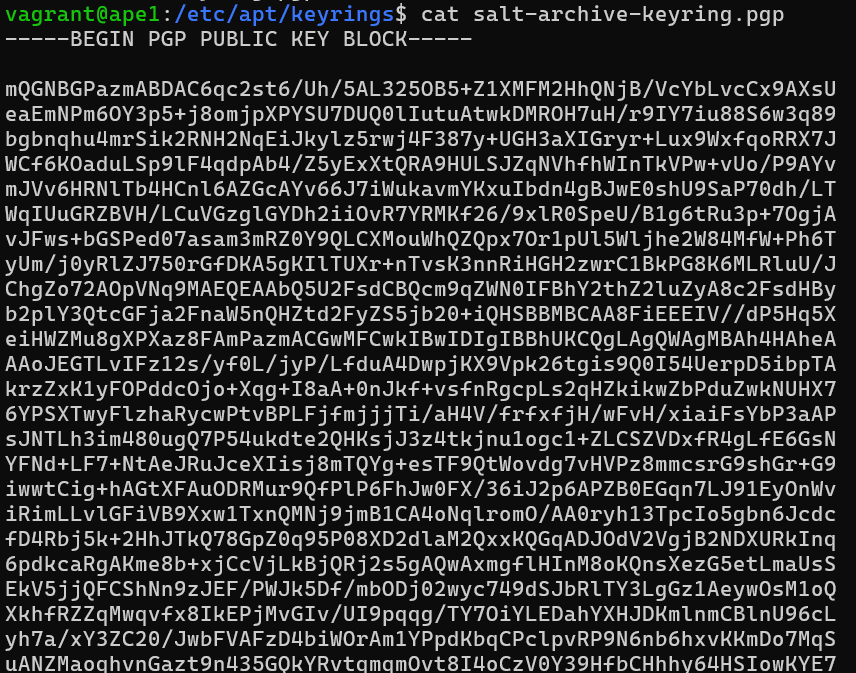 vagrant@ape1:/etc/apt/keyrings$ cat salt-archive-keyring.pgp
-----BEGIN PGP PUBLIC KEY BLOCK-----
mQGNBGPazmABDAC6qc2st6/Uh/5AL325OB5+Z1XMFM2HhQNjB/VcYbLvcCx9AXsU
eaEmNPm6OY3p5+j8omjpXPYSU7DUQ0lIutuAtwkDMROH7uH/r9IY7iu88S6w3q89
bgbnqhu4mrSik2RNH2NqEiJkylz5rwj4F387y+UGH3aXIGryr+Lux9WxfqoRRX7J
WCf6KOaduLSp9lF4qdpAb4/Z5yExXtQRA9HULSJZqNVhfhWInTkVPw+vUo/P9AYv
mJVv6HRNlTb4HCnl6AZGcAYv66J7iWukavmYKxuIbdn4gBJwE0shU9SaP70dh/LT
WqIUuGRZBVH/LCuVGzglGYDh2iiOvR7YRMKf26/9xlR0SpeU/B1g6tRu3p+7OgjA
vJFws+bGSPed07asam3mRZ0Y9QLCXMouWhQZQpx7Or1pUl5Wljhe2W84MfW+Ph6T
yUm/j0yRlZJ750rGfDKA5gKIlTUXr+nTvsK3nnRiHGH2zwrC1BkPG8K6MLRluU/J
ChgZo72AOpVNq9MAEQEAAbQ5U2FsdCBQcm9qZWN0IFBhY2thZ2luZyA8c2FsdHBy
b2plY3QtcGFja2FnaW5nQHZtd2FyZS5jb20+iQHSBBMBCAA8FiEEEIV//dP5Hq5X
eiHWZMu8gXPXaz8FAmPazmACGwMFCwkIBwIDIgIBBhUKCQgLAgQWAgMBAh4HAheA
AAoJEGTLvIFz12s/yf0L/jyP/LfduA4DwpjKX9Vpk26tgis9Q0I54UerpD5ibpTA
krzZxK1yFOPddcOjo+Xqg+I8aA+0nJkf+vsfnRgcpLs2qHZkikwZbPduZwkNUHX7
6YPSXTwyFlzhaRycwPtvBPLFjfmjjjTi/aH4V/frfxfjH/wFvH/xiaiFsYbP3aAP
sJNTLh3im480ugQ7P54ukdte2QHKsjJ3z4tkjnu1ogc1+ZLCSZVDxfR4gLfE6GsN
YFNd+LF7+NtAeJRuJceXIisj8mTQYg+esTF9QtWovdg7vHVPz8mmcsrG9shGr+G9
iwwtCig+hAGtXFAuODRMur9QfPlP6FhJw0FX/36iJ2p6APZB0EGqn7LJ91EyOnWv
iRimLLvlGFiVB9Xxw1TxnQMNj9jmB1CA4oNqlromO/AA0ryh13TpcIo5gbn6Jcdc
fD4Rbj5k+2HhJTkQ78GpZ0q95P08XD2dlaM2QxxKQGqADJOdV2VgjB2NDXURkInq
6pdkcaRgAKme8b+xjCcVjLkBjQRj2s5gAQwAxmgflHInM8oKQnsXezG5etLmaUsS
EkV5jjQFCShNn9zJEF/PWJk5Df/mbODj02wyc749dSJbRlTY3LgGz1AeywOsM1oQ
XkhfRZZqMwqvfx8IkEPjMvGIv/UI9pqqg/TY7OiYLEDahYXHJDKmlnmCBlnU96cL
yh7a/xY3ZC20/JwbFVAFzD4biWOrAm1YPpdKbqCPclpvRP9N6nb6hxvKKmDo7MqS
uANZMaoqhvnGazt9n435GQkYRvtqmqmOvt8I4oCzV0Y39HfbCHhhy64HSIowKYE7